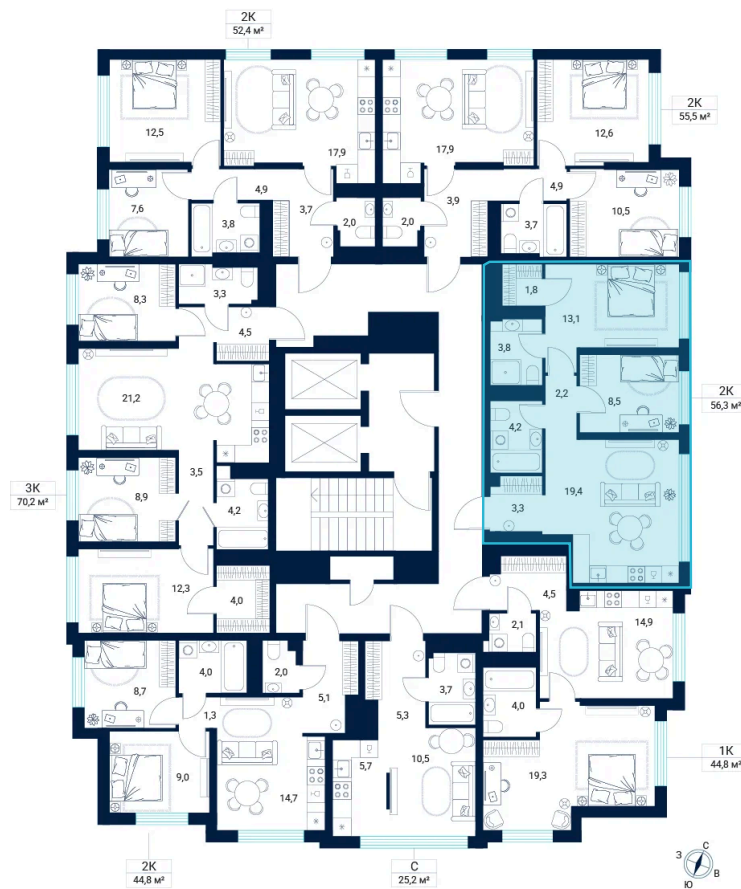 2К
52,4 м²
2К
55,5 м²
12,5
17,9
17,9
12,6
7,6
4,9
3,8
3,7
2,0
2,0
3,9
4,9
3,7
10,5
8,3
3,3
4,5
1,8
13,1
3,8
21,2
2,2
8,5
2К
56,3 м²
4,2
3К
70,2 м²
3,5
8,9
4,2
19,4
3,3
12,3
4,0
4,5
2,1
14,9
8,7
4,0
2,0
5,1
3,7
5,3
4,0
1,3
9,0
14,7
5,7
10,5
19,3
1К
44,8 м²
2К
44,8 м²
С
25,2 м²
С
З
В
Ю